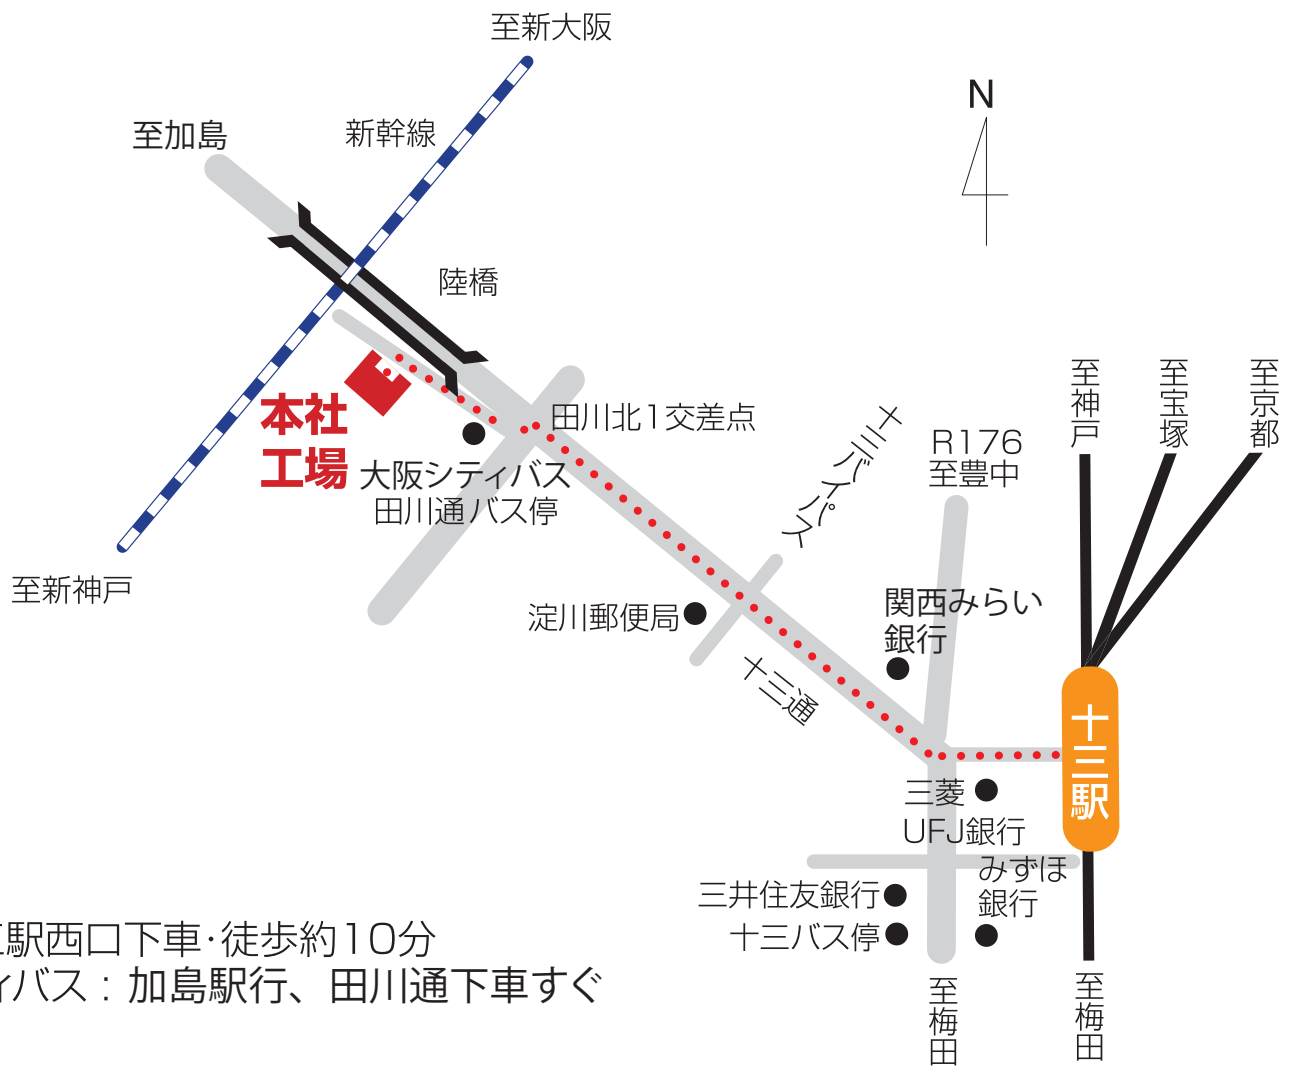 至新大阪
N
至加島
新幹線
陸橋
本社
工場
田川北1交差点
大阪シティバス
田川通バス停
十三バイパス
R176
至豊中
至神戸
至宝塚
至京都
至新神戸
淀川郵便局
関西みらい
銀行
十三通
十三駅
三菱
UFJ銀行
みずほ
銀行
三井住友銀行
十三バス停
駅西口下車・徒歩約10分
バス：加島駅行、田川通下車すぐ
至梅田
至梅田